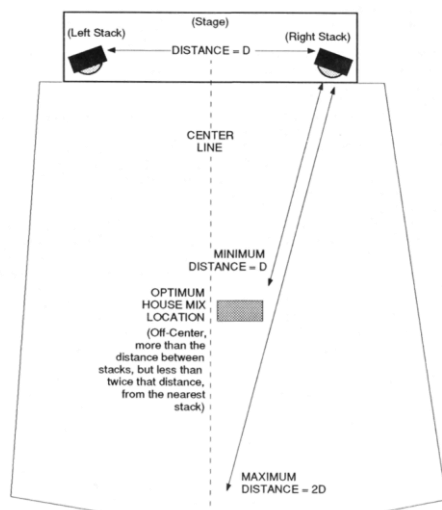 (Stage)
(Left Stack)
(Right Stack)
DISTANCE = D
CENTER
LINE
MINIMUM
DISTANCE = D
OPTIMUM
HOUSE MIX
LOCATION
(Off-Center,
more than the
distance between
stacks, but less than
twice that distance,
from the nearest
stack)
MAXIMUM
DISTANCE = 2D